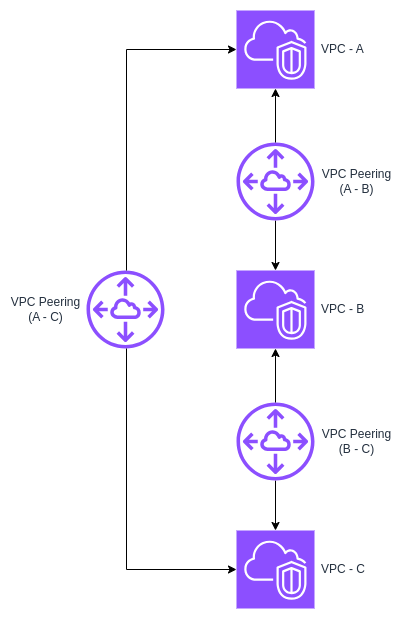 VPC - A
VPC Peering
(A - B)
VPC Peering
(A - C)
VPC - B
VPC Peering
(B - C)
VPC - C